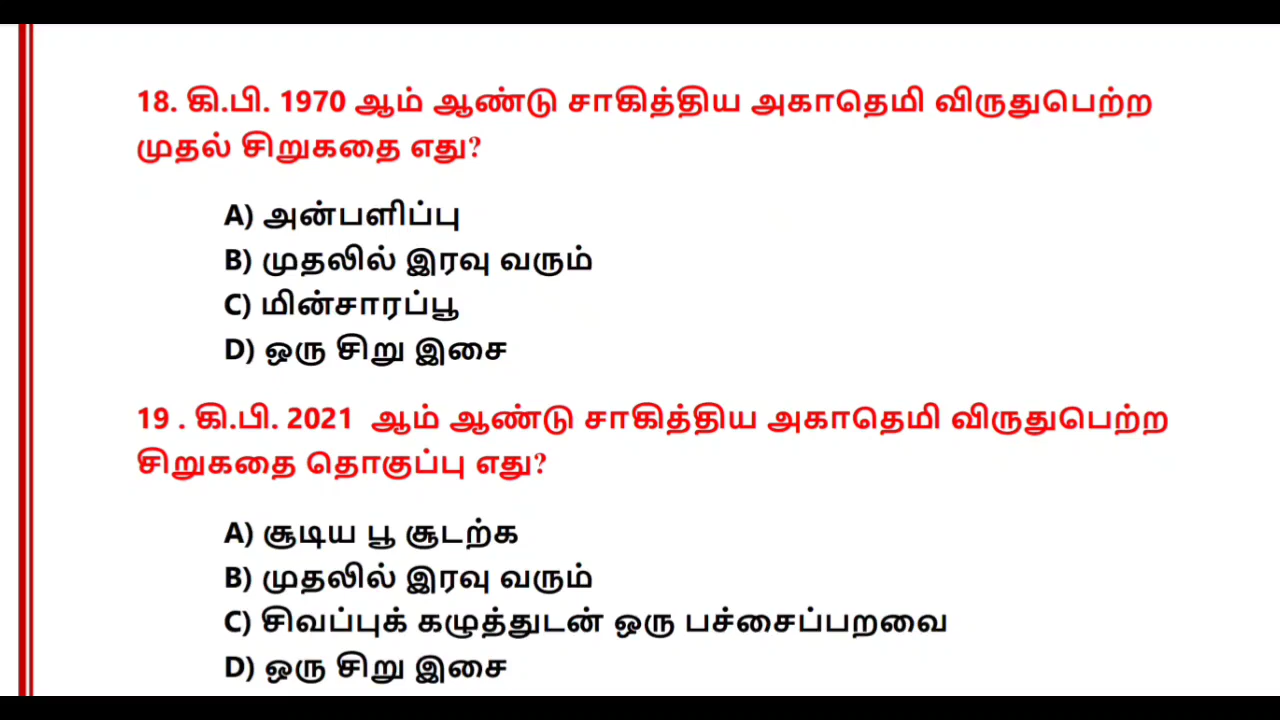 18. கி.பி. 1970 ஆம் ஆண்டு சாகித்திய அகாதெமி விருதுபெற்ற
முதல் சிறுகதை எது?
A) அன்பளிப்பு
B) முதலில் இரவு வரும்
C) மின்சாரப்பூ
D) ஒரு சிறு இசை
19 . கி.பி. 2021 ஆம் ஆண்டு சாகித்திய அகாதெமி விருதுபெற்ற
சிறுகதை தொகுப்பு எது?
A) சூடிய பூ சூடற்க
B) முதலில் இரவு வரும்
C) சிவப்புக் கழுத்துடன் ஒரு பச்சைப்பறவை
D) ஒரு சிறு இசை